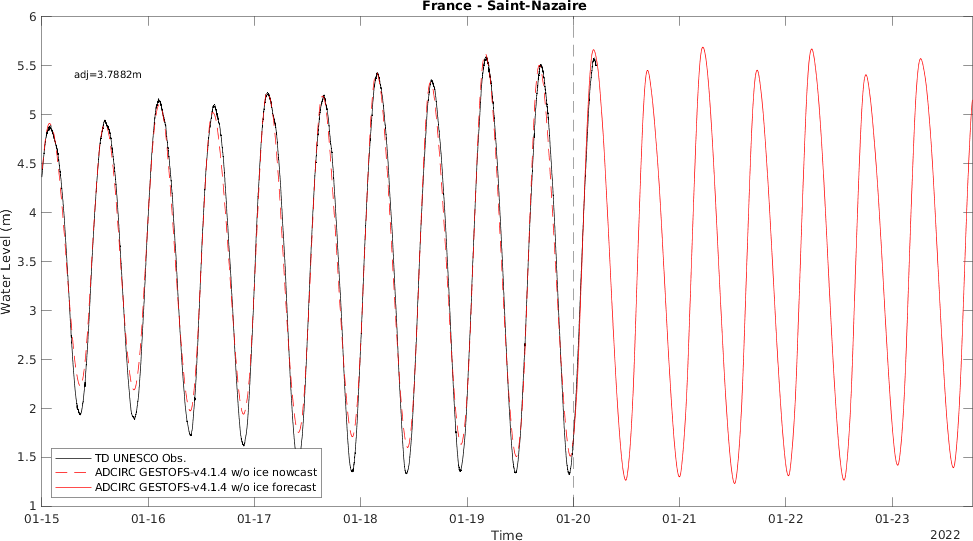 France - Saint-Nazaire
adj=3.7882m
6
5.5
5
4.5
4
3.5
3
2.5
2
1.5
1
Water Level (m)
TD UNESCO Obs.
ADCIRC GESTOFS-v4.1.4 w/o ice nowcast
ADCIRC GESTOFS-v4.1.4 w/o ice forecast
01-15 01-16 01-17 01-18 01-19 01-20 01-21 01-22 01-23
Time
2022